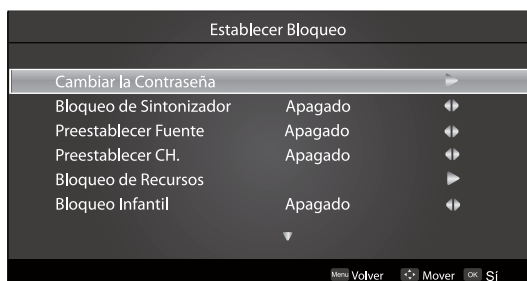 Establecer Bloqueo
Cambiar la Contraseña
Bloqueo de Sintonizador Apagado
Preestablecer Fuente Apagado
Preestablecer CH. Apagado
Bloqueo de Recursos
Bloqueo Infantil Apagado
Menu Volver Mover OK Sí